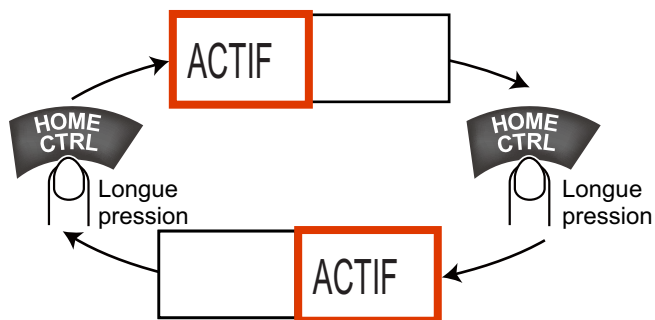 ACTIF
HOME
CTRL
Longue
pression
HOME
CTRL
Longue
pression
ACTIF